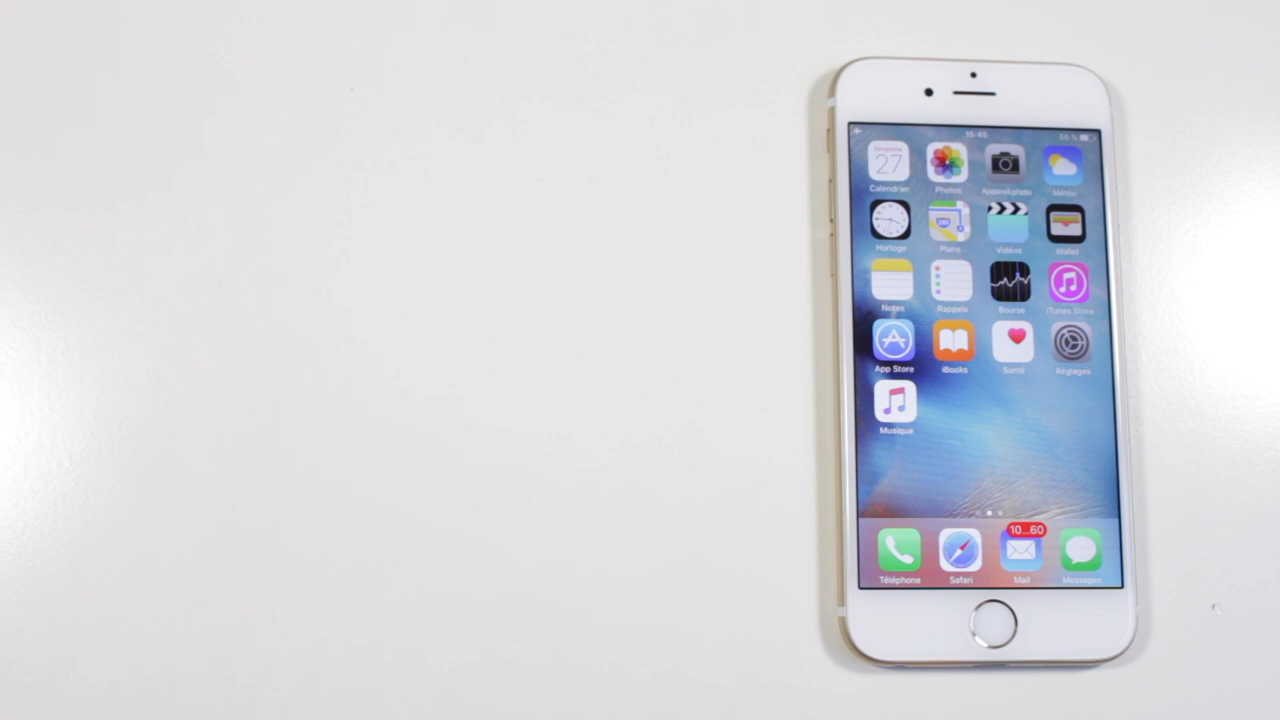 15:45
55 %
Dimanche
27
Calendrier
Photos
Appareil photo
Météo
Horloge
Plans
Vidéos
Wallet
Notes
Rappels
Bourse
iTunes Store
App Store
iBooks
Santé
Réglages
Musique
10...60
Téléphone
Safari
Mail
Messages